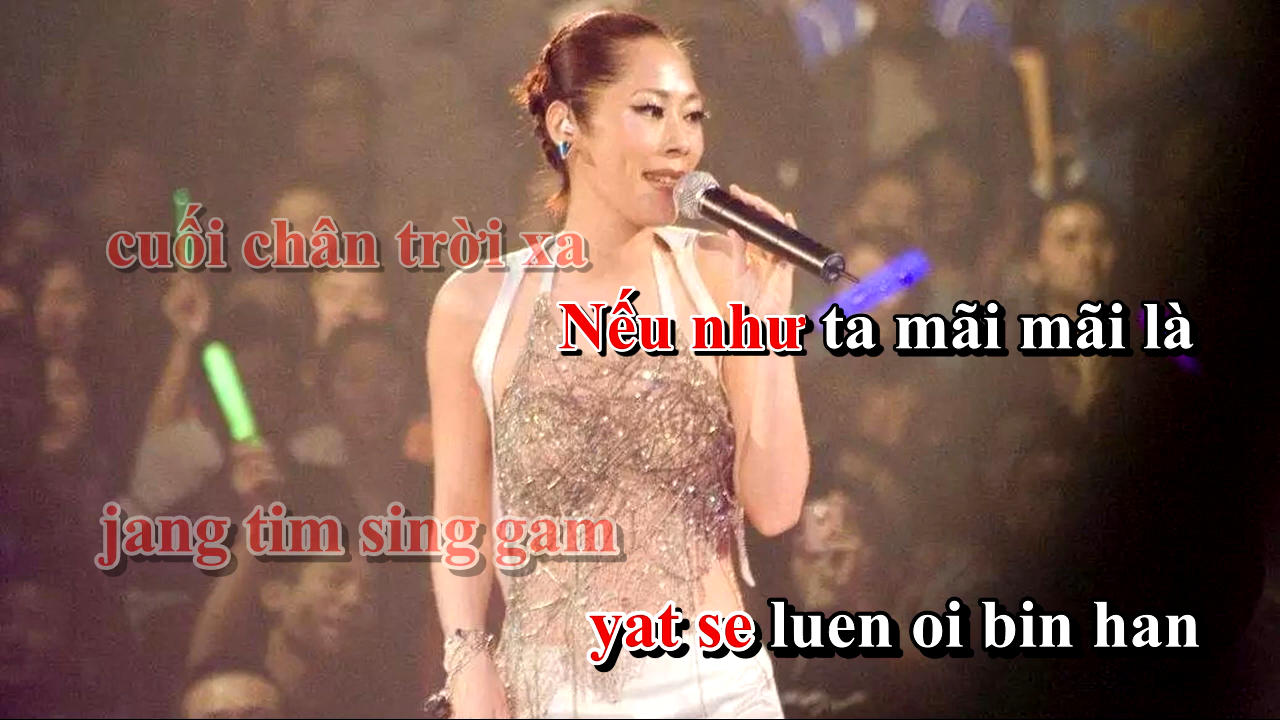 cuối chân trời xa
Nếu như ta mãi mãi là
jang tim sing gam
yat se luen oi bin han